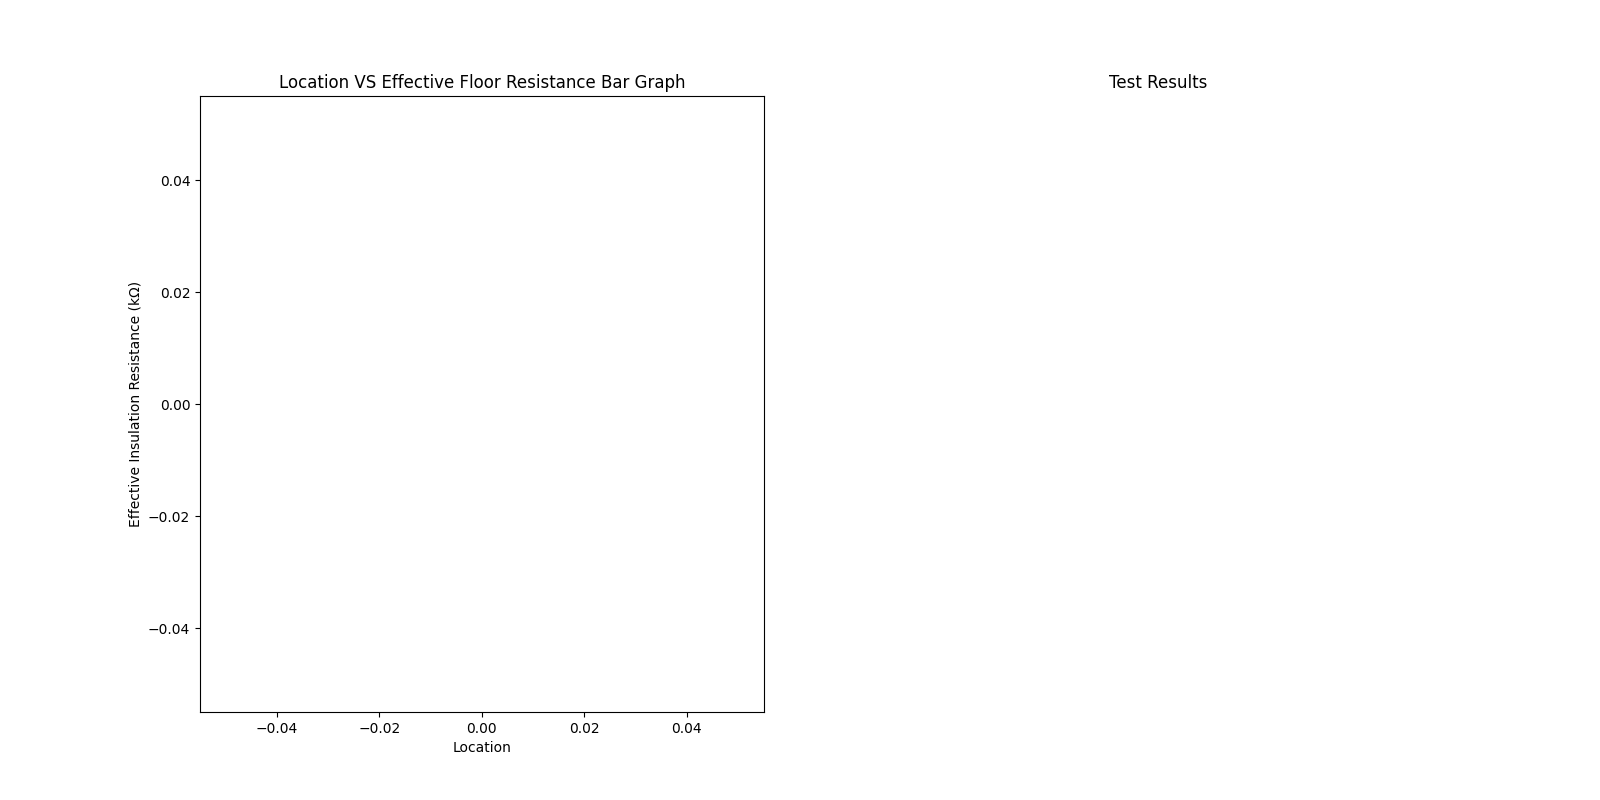 Location VS Effective Floor Resistance Bar Graph
Test Results
Effective Insulation Resistance (kΩ)
0.04
0.02
0.00
−0.02
−0.04
−0.04 −0.02 0.00 0.02 0.04
Location